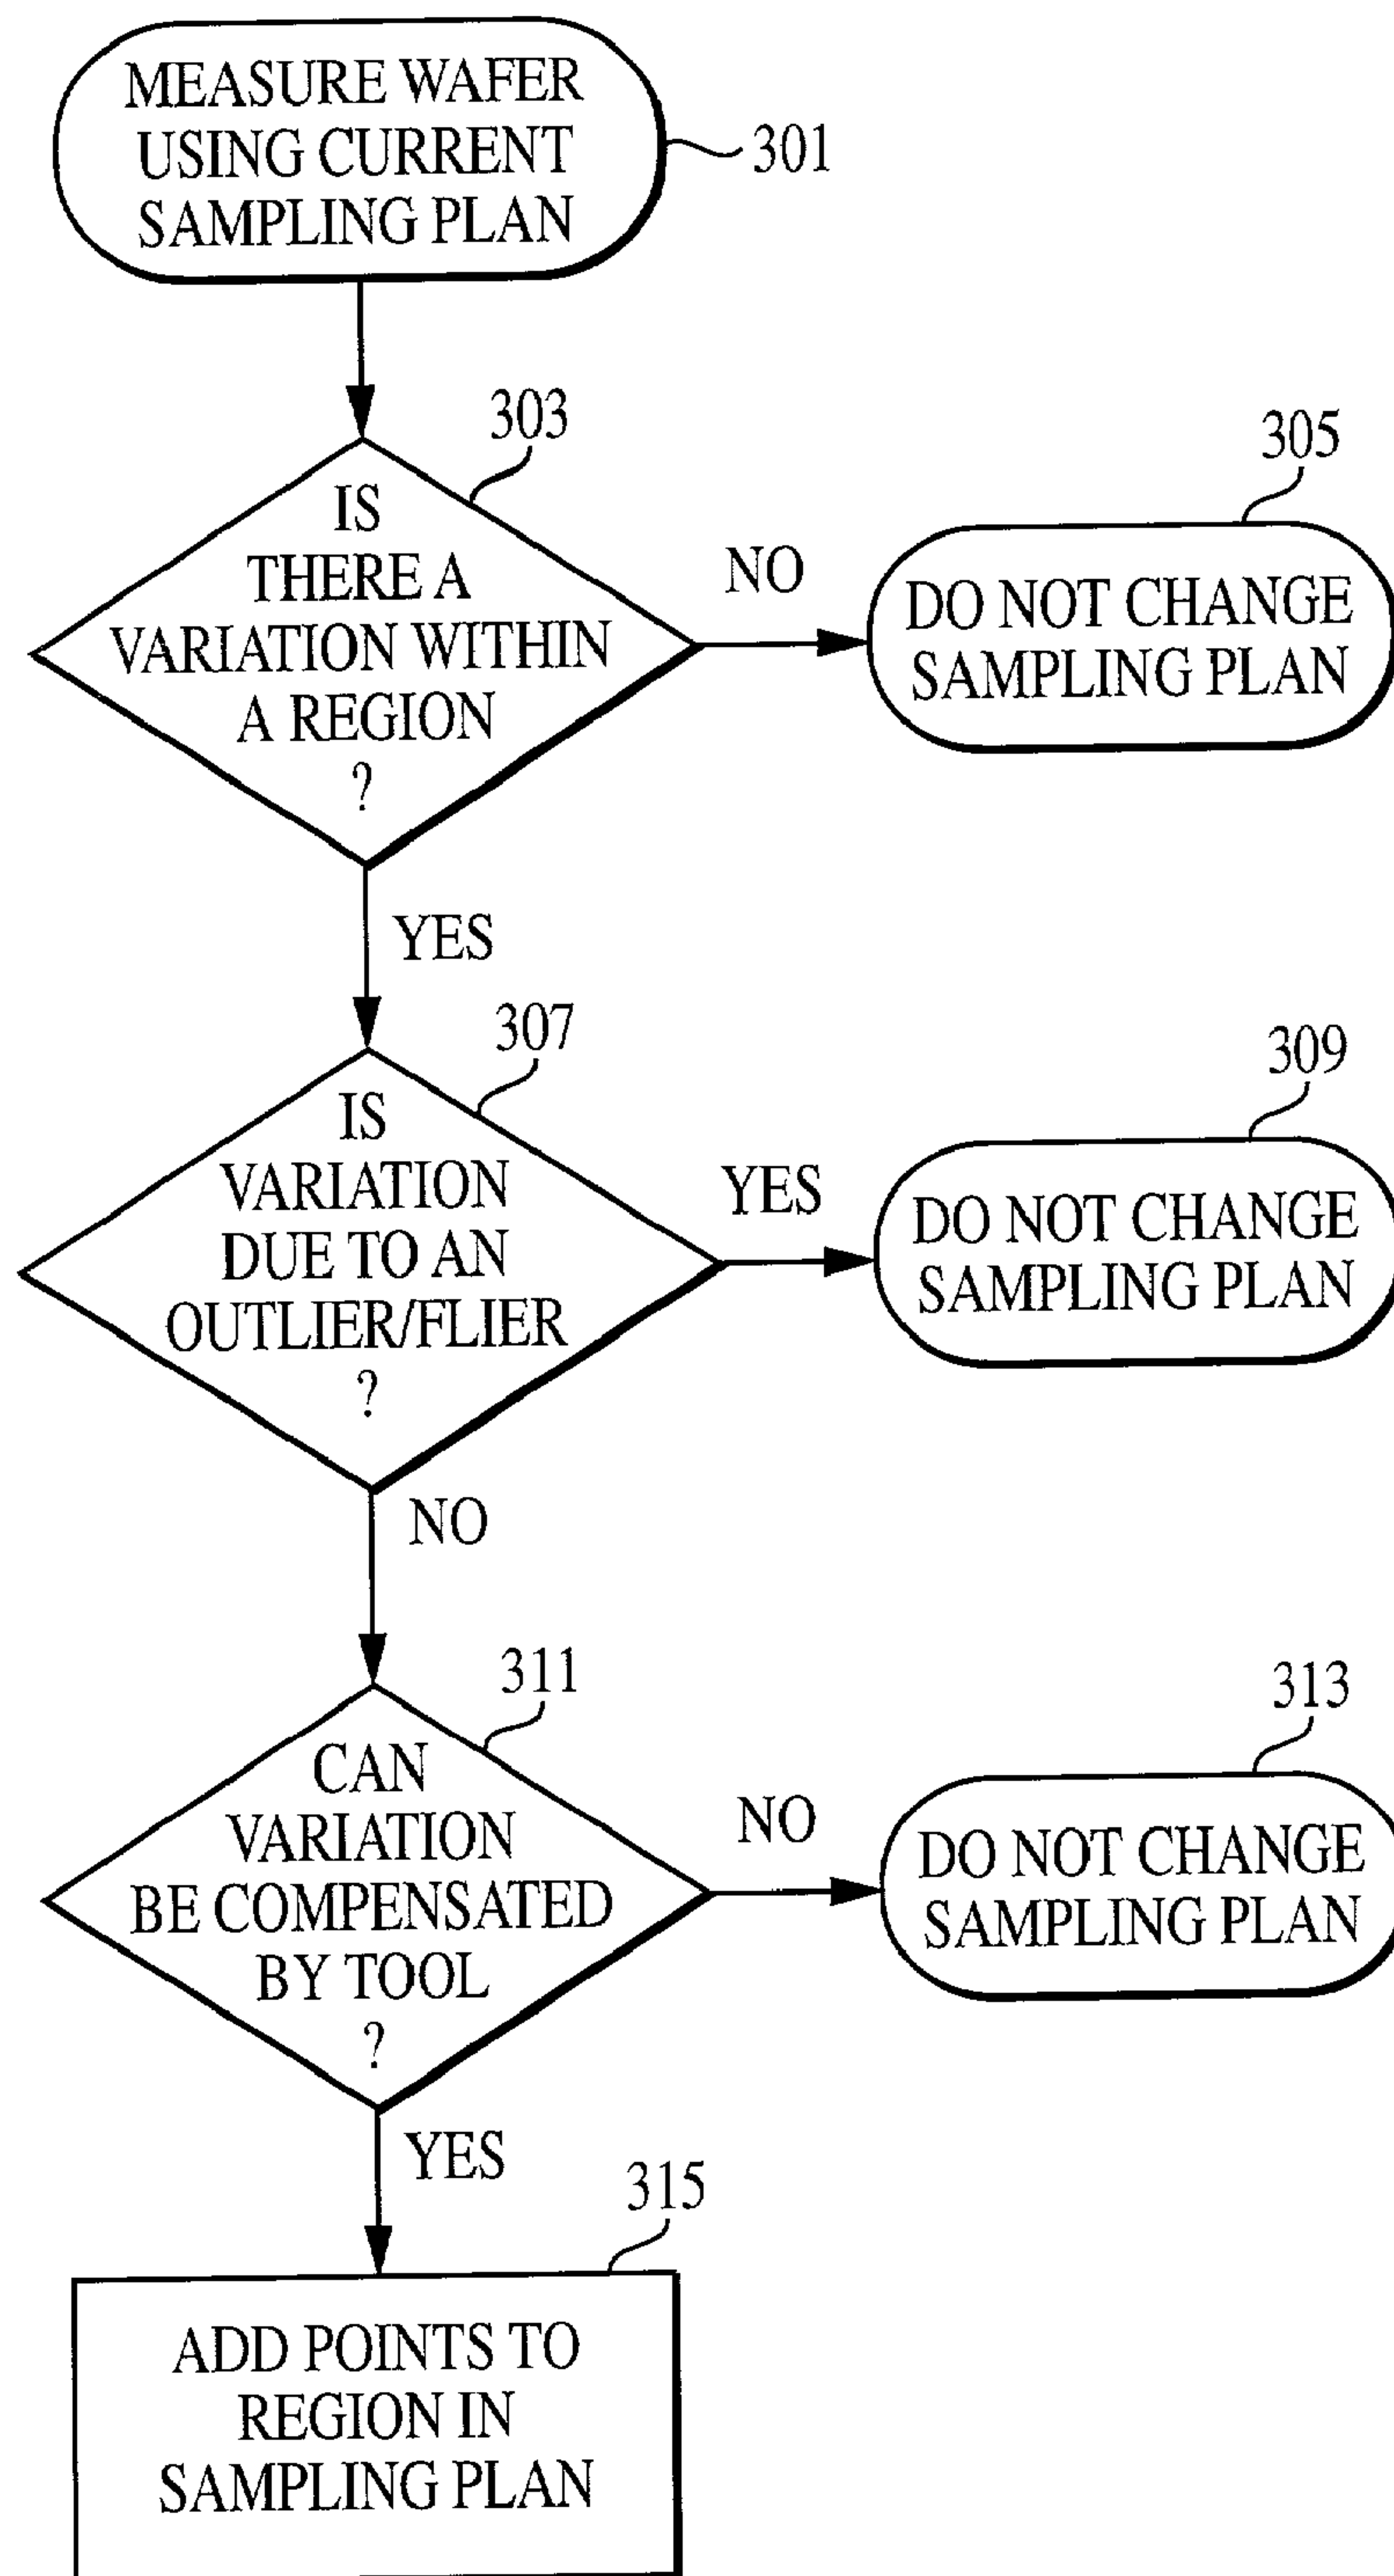 MEASURE WAFER
USING CURRENT
SAMPLING PLAN
301
303
IS
THERE A
VARIATION WITHIN
A REGION
?
NO
305
DO NOT CHANGE
SAMPLING PLAN
YES
307
IS
VARIATION
DUE TO AN
OUTLIER/FLIER
?
YES
309
DO NOT CHANGE
SAMPLING PLAN
NO
311
CAN
VARIATION
BE COMPENSATED
BY TOOL
?
NO
313
DO NOT CHANGE
SAMPLING PLAN
YES
315
ADD POINTS TO
REGION IN
SAMPLING PLAN